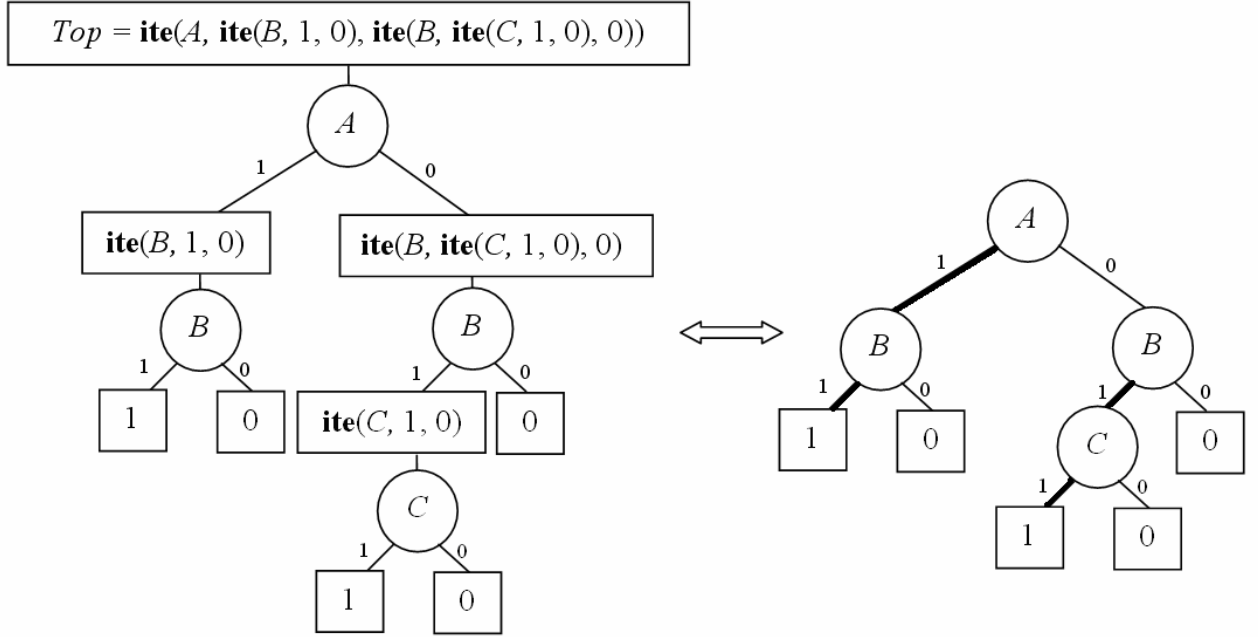 Top = ite(A, ite(B, 1, 0), ite(B, ite(C, 1, 0), 0))
A
1 0
ite(B, 1, 0) ite(B, ite(C, 1, 0), 0)
B B
1 0 1 0
1 0 ite(C, 1, 0) 0
C
1 0
1 0
A
1 0
B B
1 0 1 0
1 0 C 0
1 0
1 0